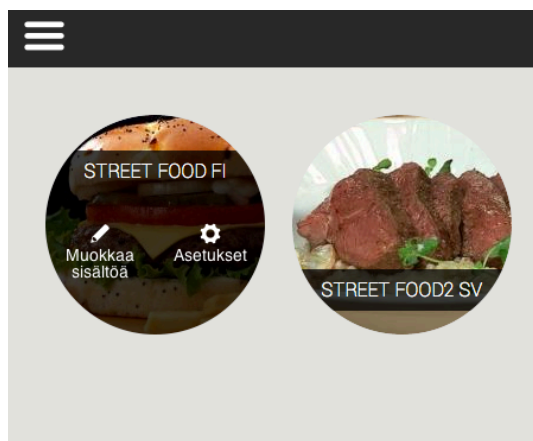 STREET FOOD FI
Muokkaa Asetukset
sisältöä
STREET FOOD2 SV